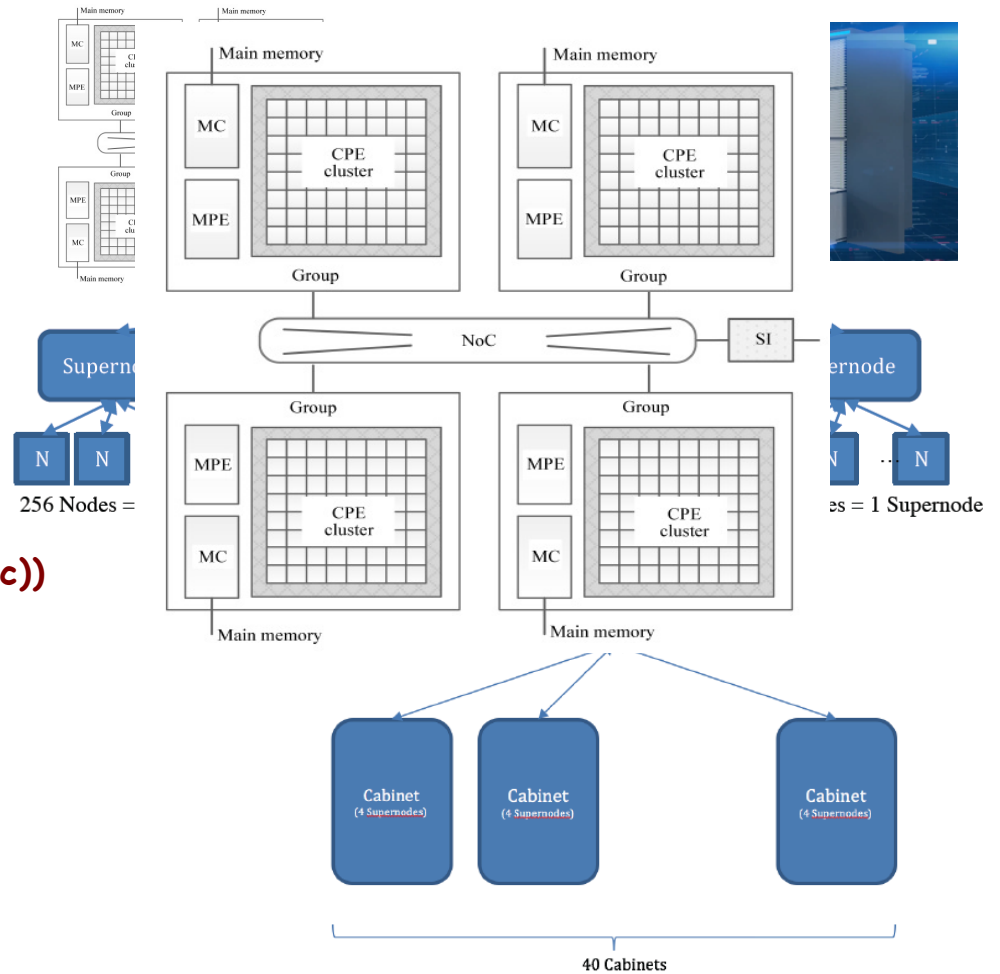 Main memory
Main memory
MC
MPE
Group
Group
MPE
MC
Main memory
Main memory
Main memory
MC
CPE
cluster
MC
CPE
cluster
MPE
MPE
Group
Group
NoC
SI
Group
Group
MPE
CPE
cluster
MPE
CPE
cluster
MC
MC
Main memory
Main memory
N
N
N
256 Nodes =
= 1 Supernode
c))
Cabinet
(4 Supernodes)
Cabinet
(4 Supernodes)
Cabinet
(4 Supernodes)
40 Cabinets